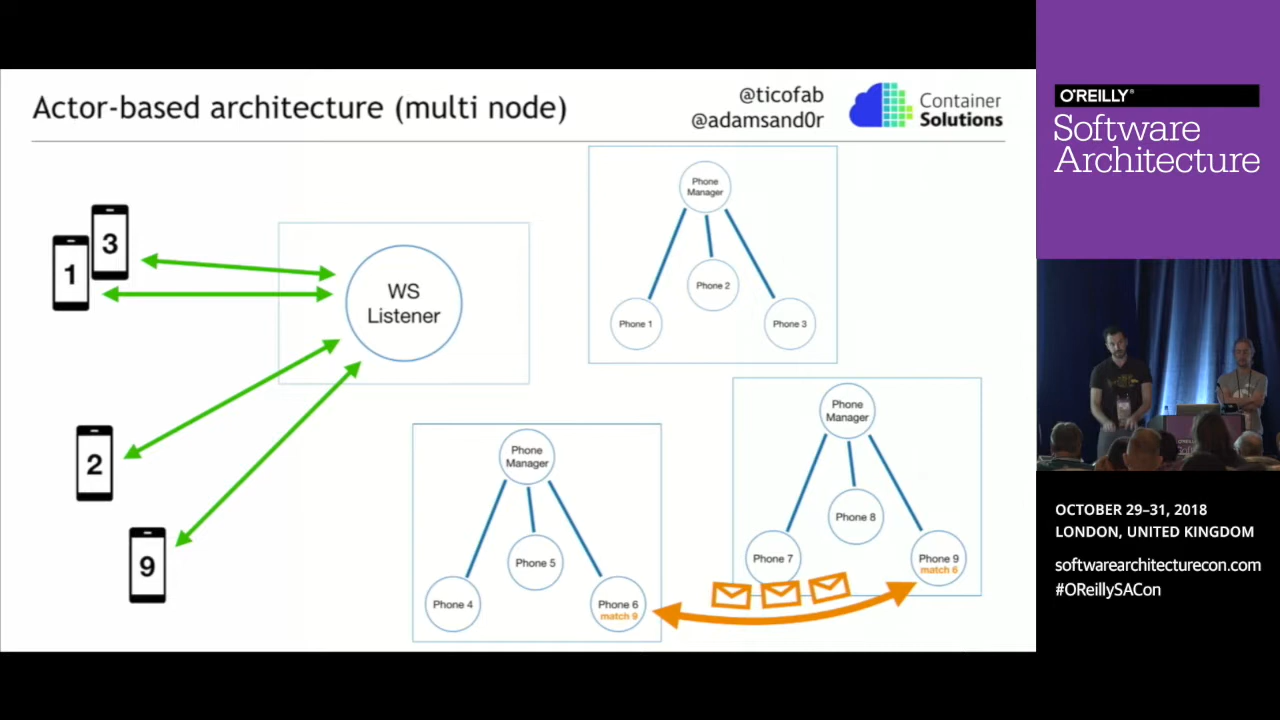 Actor-based architecture (multi node)
@ticofab
@adamsand0r
Container
Solutions
3
1
2
9
WS
Listener
Phone
Manager
Phone 1
Phone 2
Phone 3
Phone
Manager
Phone 4
Phone 5
Phone 6
match 9
Phone
Manager
Phone 7
Phone 8
Phone 9
match 6
O'REILLY®
Software
Architecture
OCTOBER 29–31, 2018
LONDON, UNITED KINGDOM
softwarearchitecturecon.com
#OReillySACon